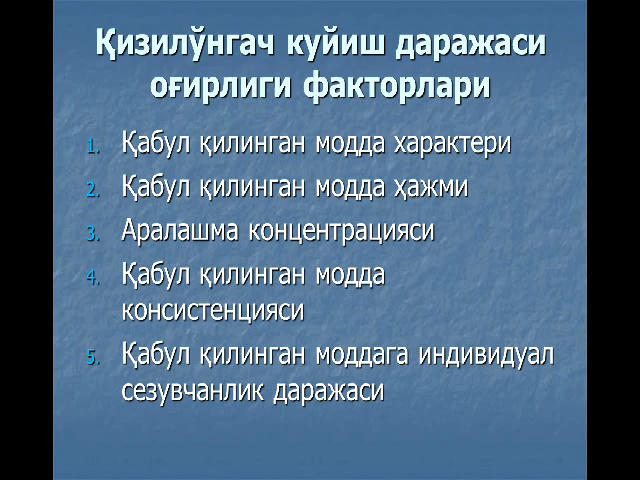 Қизилўнгач куйиш даражаси
оғирлиги факторлари
1. Қабул қилинган модда характери
2. Қабул қилинган модда ҳажми
3. Аралашма концентрацияси
4. Қабул қилинган модда
консистенцияси
5. Қабул қилинган моддага индивидуал
сезувчанлик даражаси